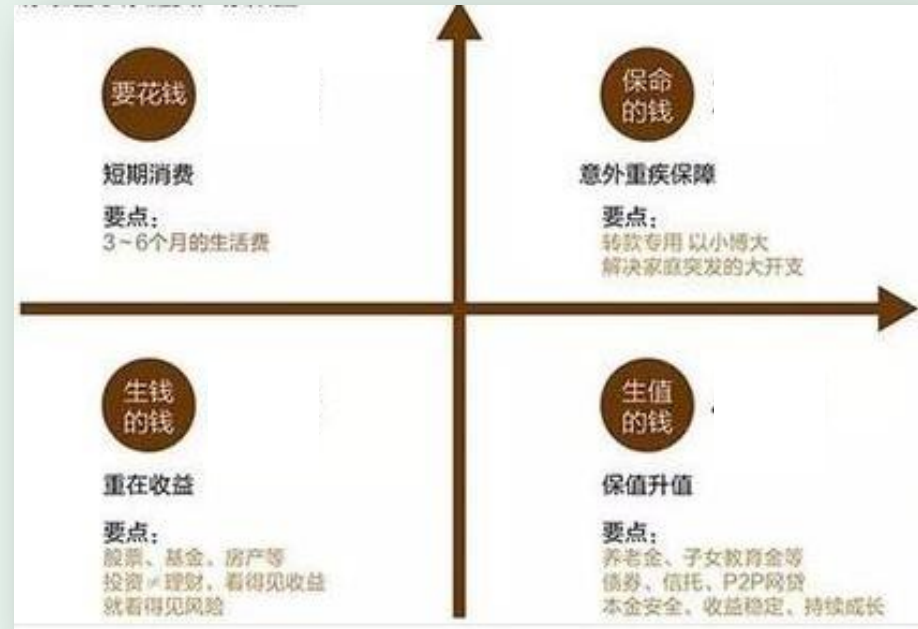 要花钱
短期消费
要点：
3~6个月的生活费
保命
的钱
意外重疾保障
要点：
转款专用 以小博大
解决家庭突发的大开支
生钱
的钱
重在收益
要点：
股票、基金、房产等
投资≠理财、看得见收益
就看得见风险
生值
的钱
保值升值
要点：
养老金、子女教育金等
债券、信托、P2P网贷
本金安全、收益稳定、持续成长